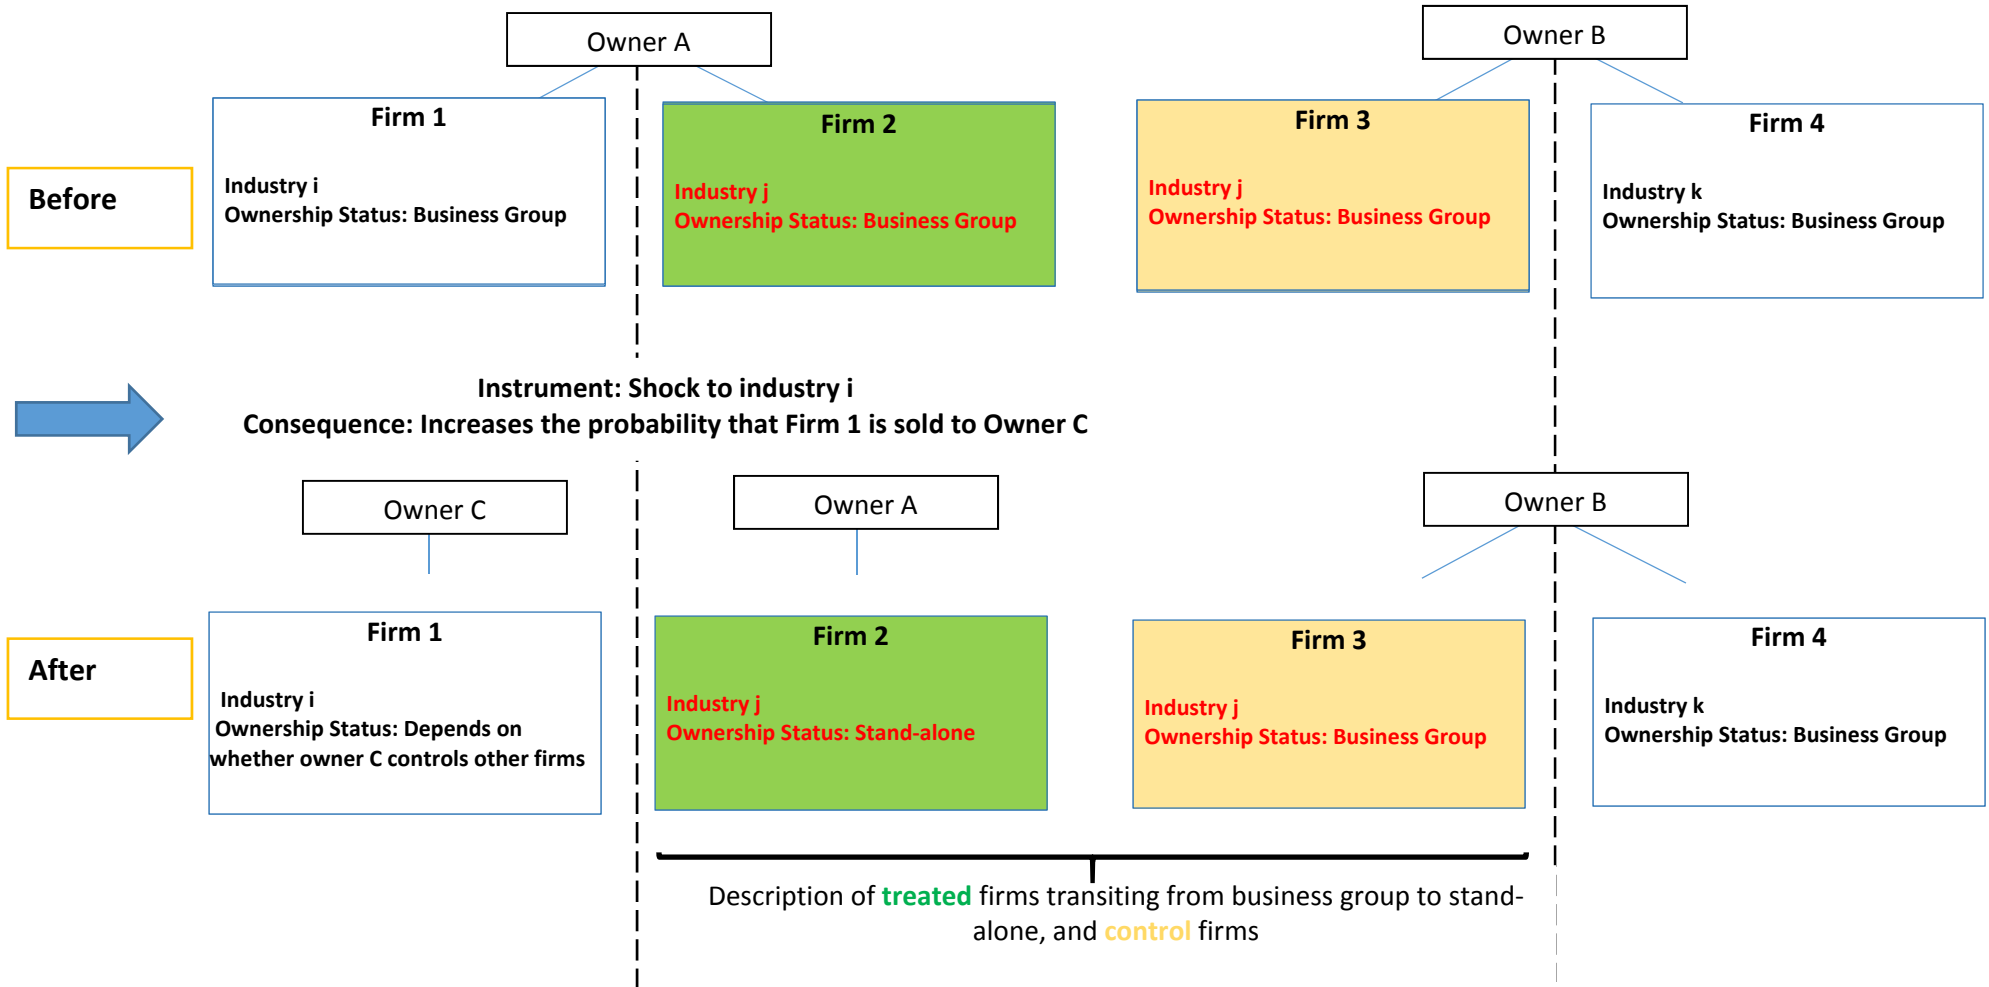 Owner A
Owner B
Firm 1
Industry i
Ownership Status: Business Group
Firm 2
Industry j
Ownership Status: Business Group
Firm 3
Industry j
Ownership Status: Business Group
Firm 4
Industry k
Ownership Status: Business Group
Before
Instrument: Shock to industry i
Consequence: Increases the probability that Firm 1 is sold to Owner C
Owner C
Owner A
Owner B
After
Firm 1
Industry i
Ownership Status: Depends on
whether owner C controls other firms
Firm 2
Industry j
Ownership Status: Stand-alone
Firm 3
Industry j
Ownership Status: Business Group
Firm 4
Industry k
Ownership Status: Business Group
Description of treated firms transiting from business group to stand-
alone, and control firms